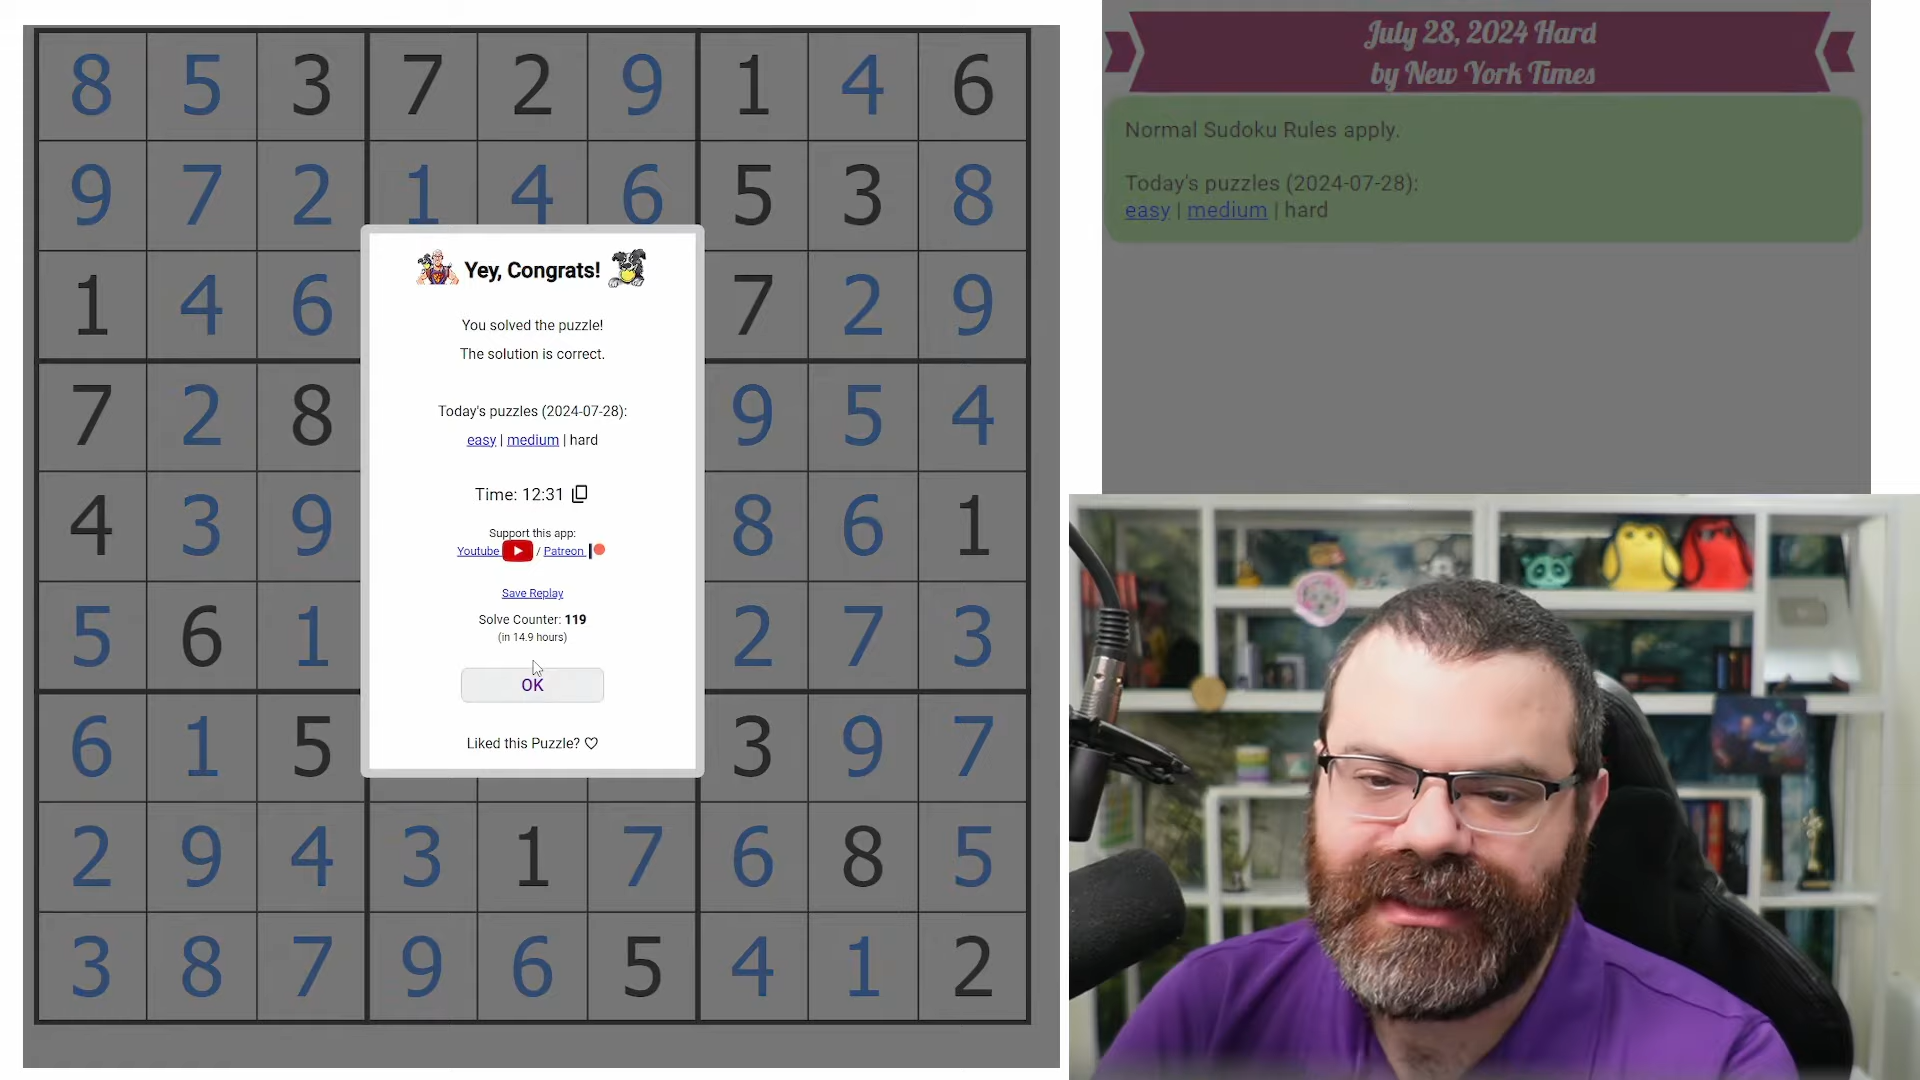 July 28, 2024 Hard
by New York Times
Normal Sudoku Rules apply.
Today's puzzles (2024-07-28):
easy | medium | hard
8 5 3 7 2 9 1 4 6
9 7 2 1 4 6 5 3 8
1 4 6 7 2 9
7 2 8 9 5 4
4 3 9 8 6 1
5 6 1 2 7 3
6 1 5 3 9 7
2 9 4 3 1 7 6 8 5
3 8 7 9 6 5 4 1 2
Yey, Congrats!
You solved the puzzle!
The solution is correct.
Today's puzzles (2024-07-28):
easy | medium | hard
Time: 12:31
Support this app:
Youtube / Patreon
Save Replay
Solve Counter: 119
(in 14.9 hours)
OK
Liked this Puzzle? ♡